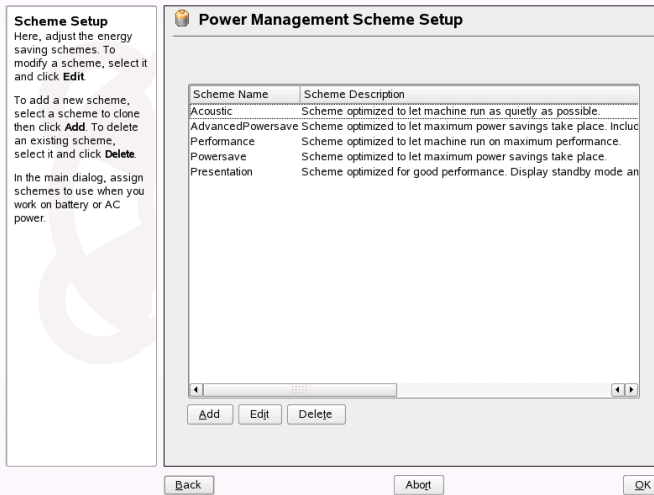 Scheme Setup
Here, adjust the energy
saving schemes. To
modify a scheme, select it
and click Edit.
To add a new scheme,
select a scheme to clone
then click Add. To delete
an existing scheme,
select it and click Delete.
In the main dialog, assign
schemes to use when you
work on battery or AC
power.
Power Management Scheme Setup
Scheme Name Scheme Description
Acoustic Scheme optimized to let machine run as quietly as possible.
AdvancedPowersave Scheme optimized to let maximum power savings take place. Includ
Performance Scheme optimized to let machine run on maximum performance.
Powersave Scheme optimized to let maximum power savings take place.
Presentation Scheme optimized for good performance. Display standby mode an
Add Edit Delete
Back Abort OK